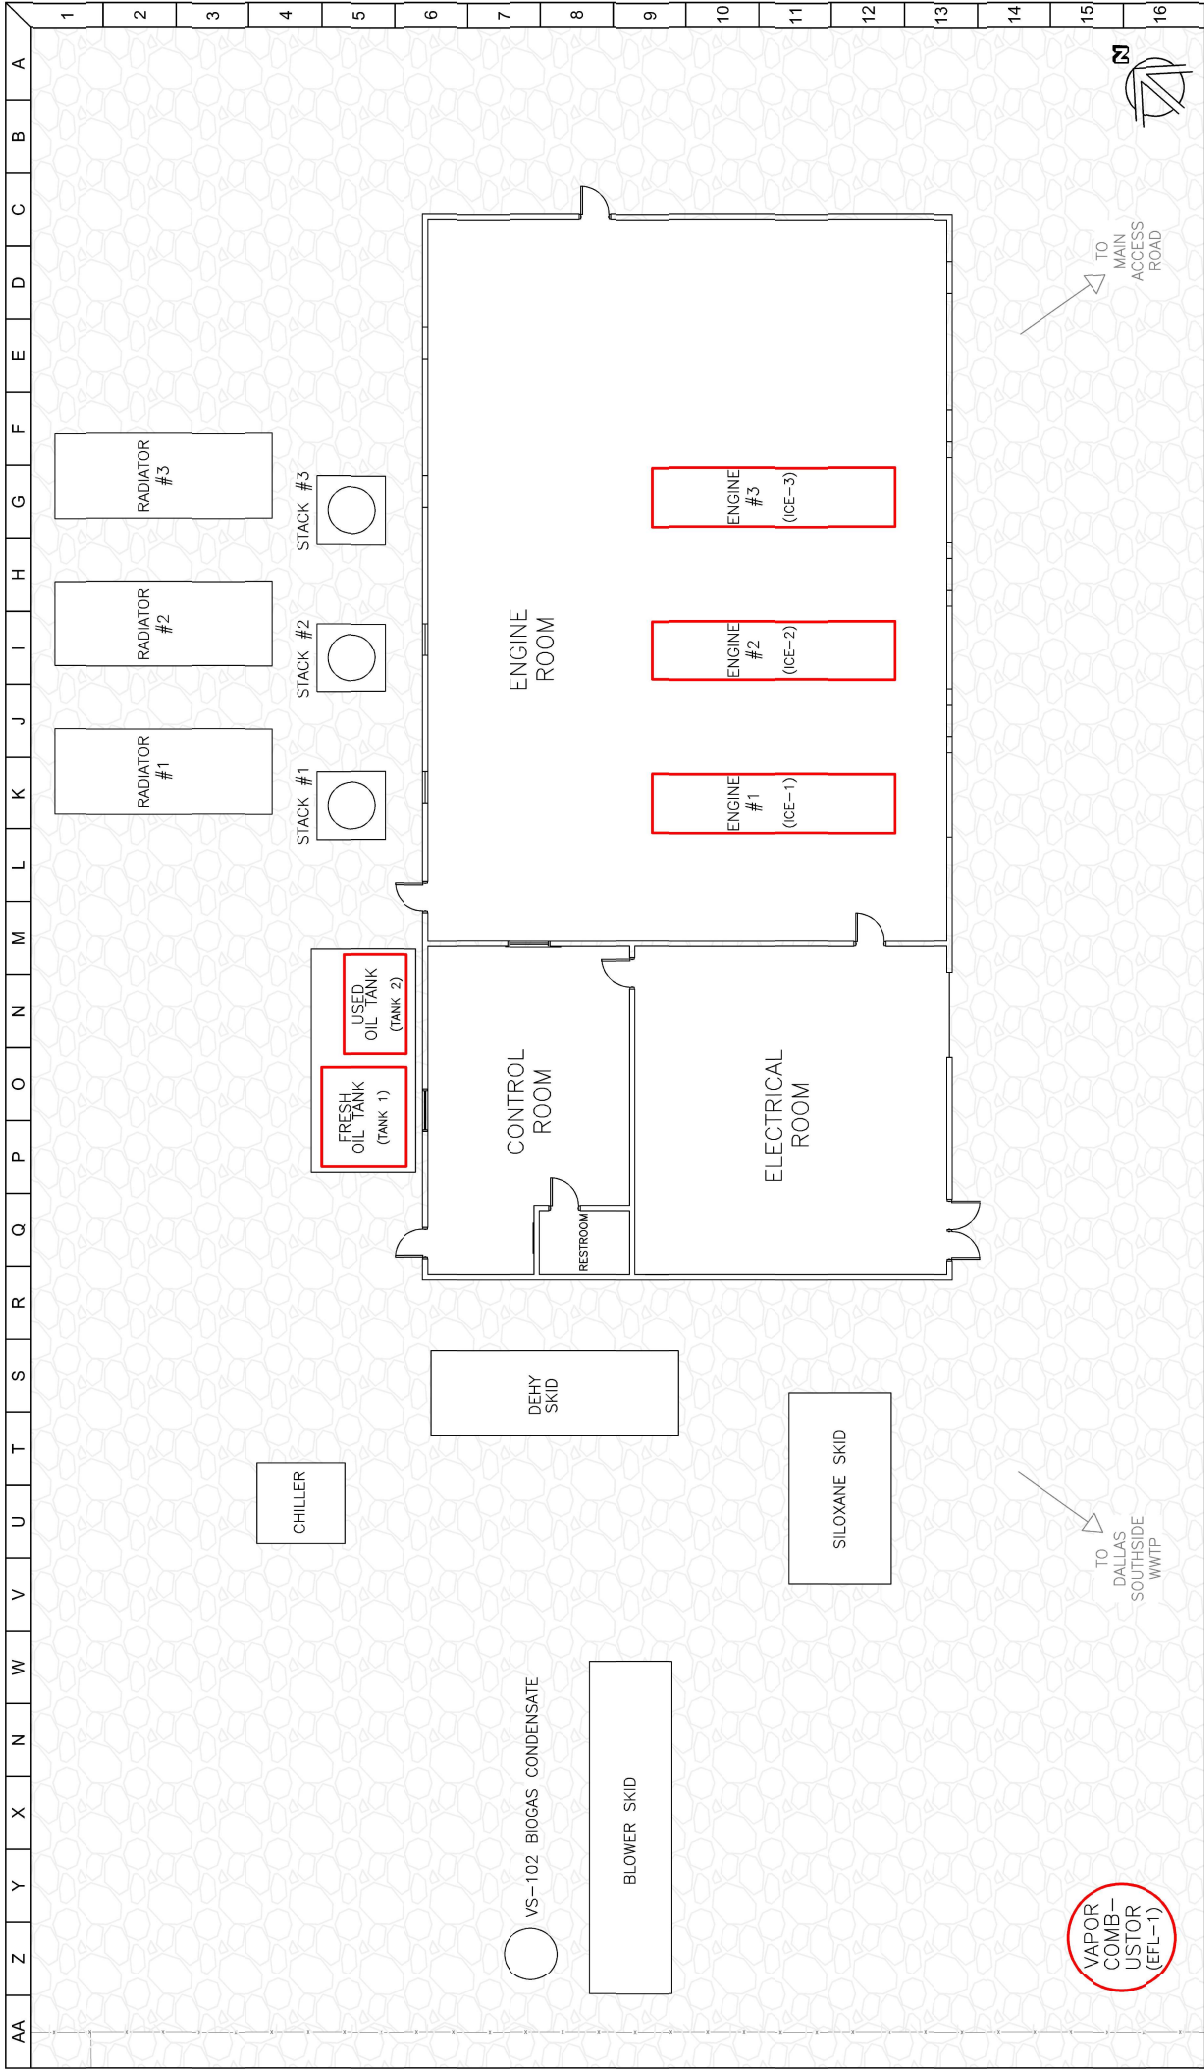 AA
Z
Y
X
N
W
V
U
T
S
R
Q
P
O
N
M
L
K
J
I
H
G
F
E
D
C
B
A
1
2
3
4
5
6
7
8
9
10
11
12
13
14
15
16
N
RADIATOR
#1
RADIATOR
#2
RADIATOR
#3
STACK #1
STACK #2
STACK #3
CHILLER
FRESH
OIL TANK
(TANK 1)
USED
OIL TANK
(TANK 2)
VS-102 BIOGAS CONDENSATE
DEHY
SKID
CONTROL
ROOM
RESTROOM
ENGINE
ROOM
BLOWER SKID
SILOXANE SKID
ELECTRICAL
ROOM
ENGINE
#1
(ICE-1)
ENGINE
#2
(ICE-2)
ENGINE
#3
(ICE-3)
VAPOR
COMB-
USTOR
(EFL-1)
TO
DALLAS
SOUTHSIDE
WWTP
TO
MAIN
ACCESS
ROAD